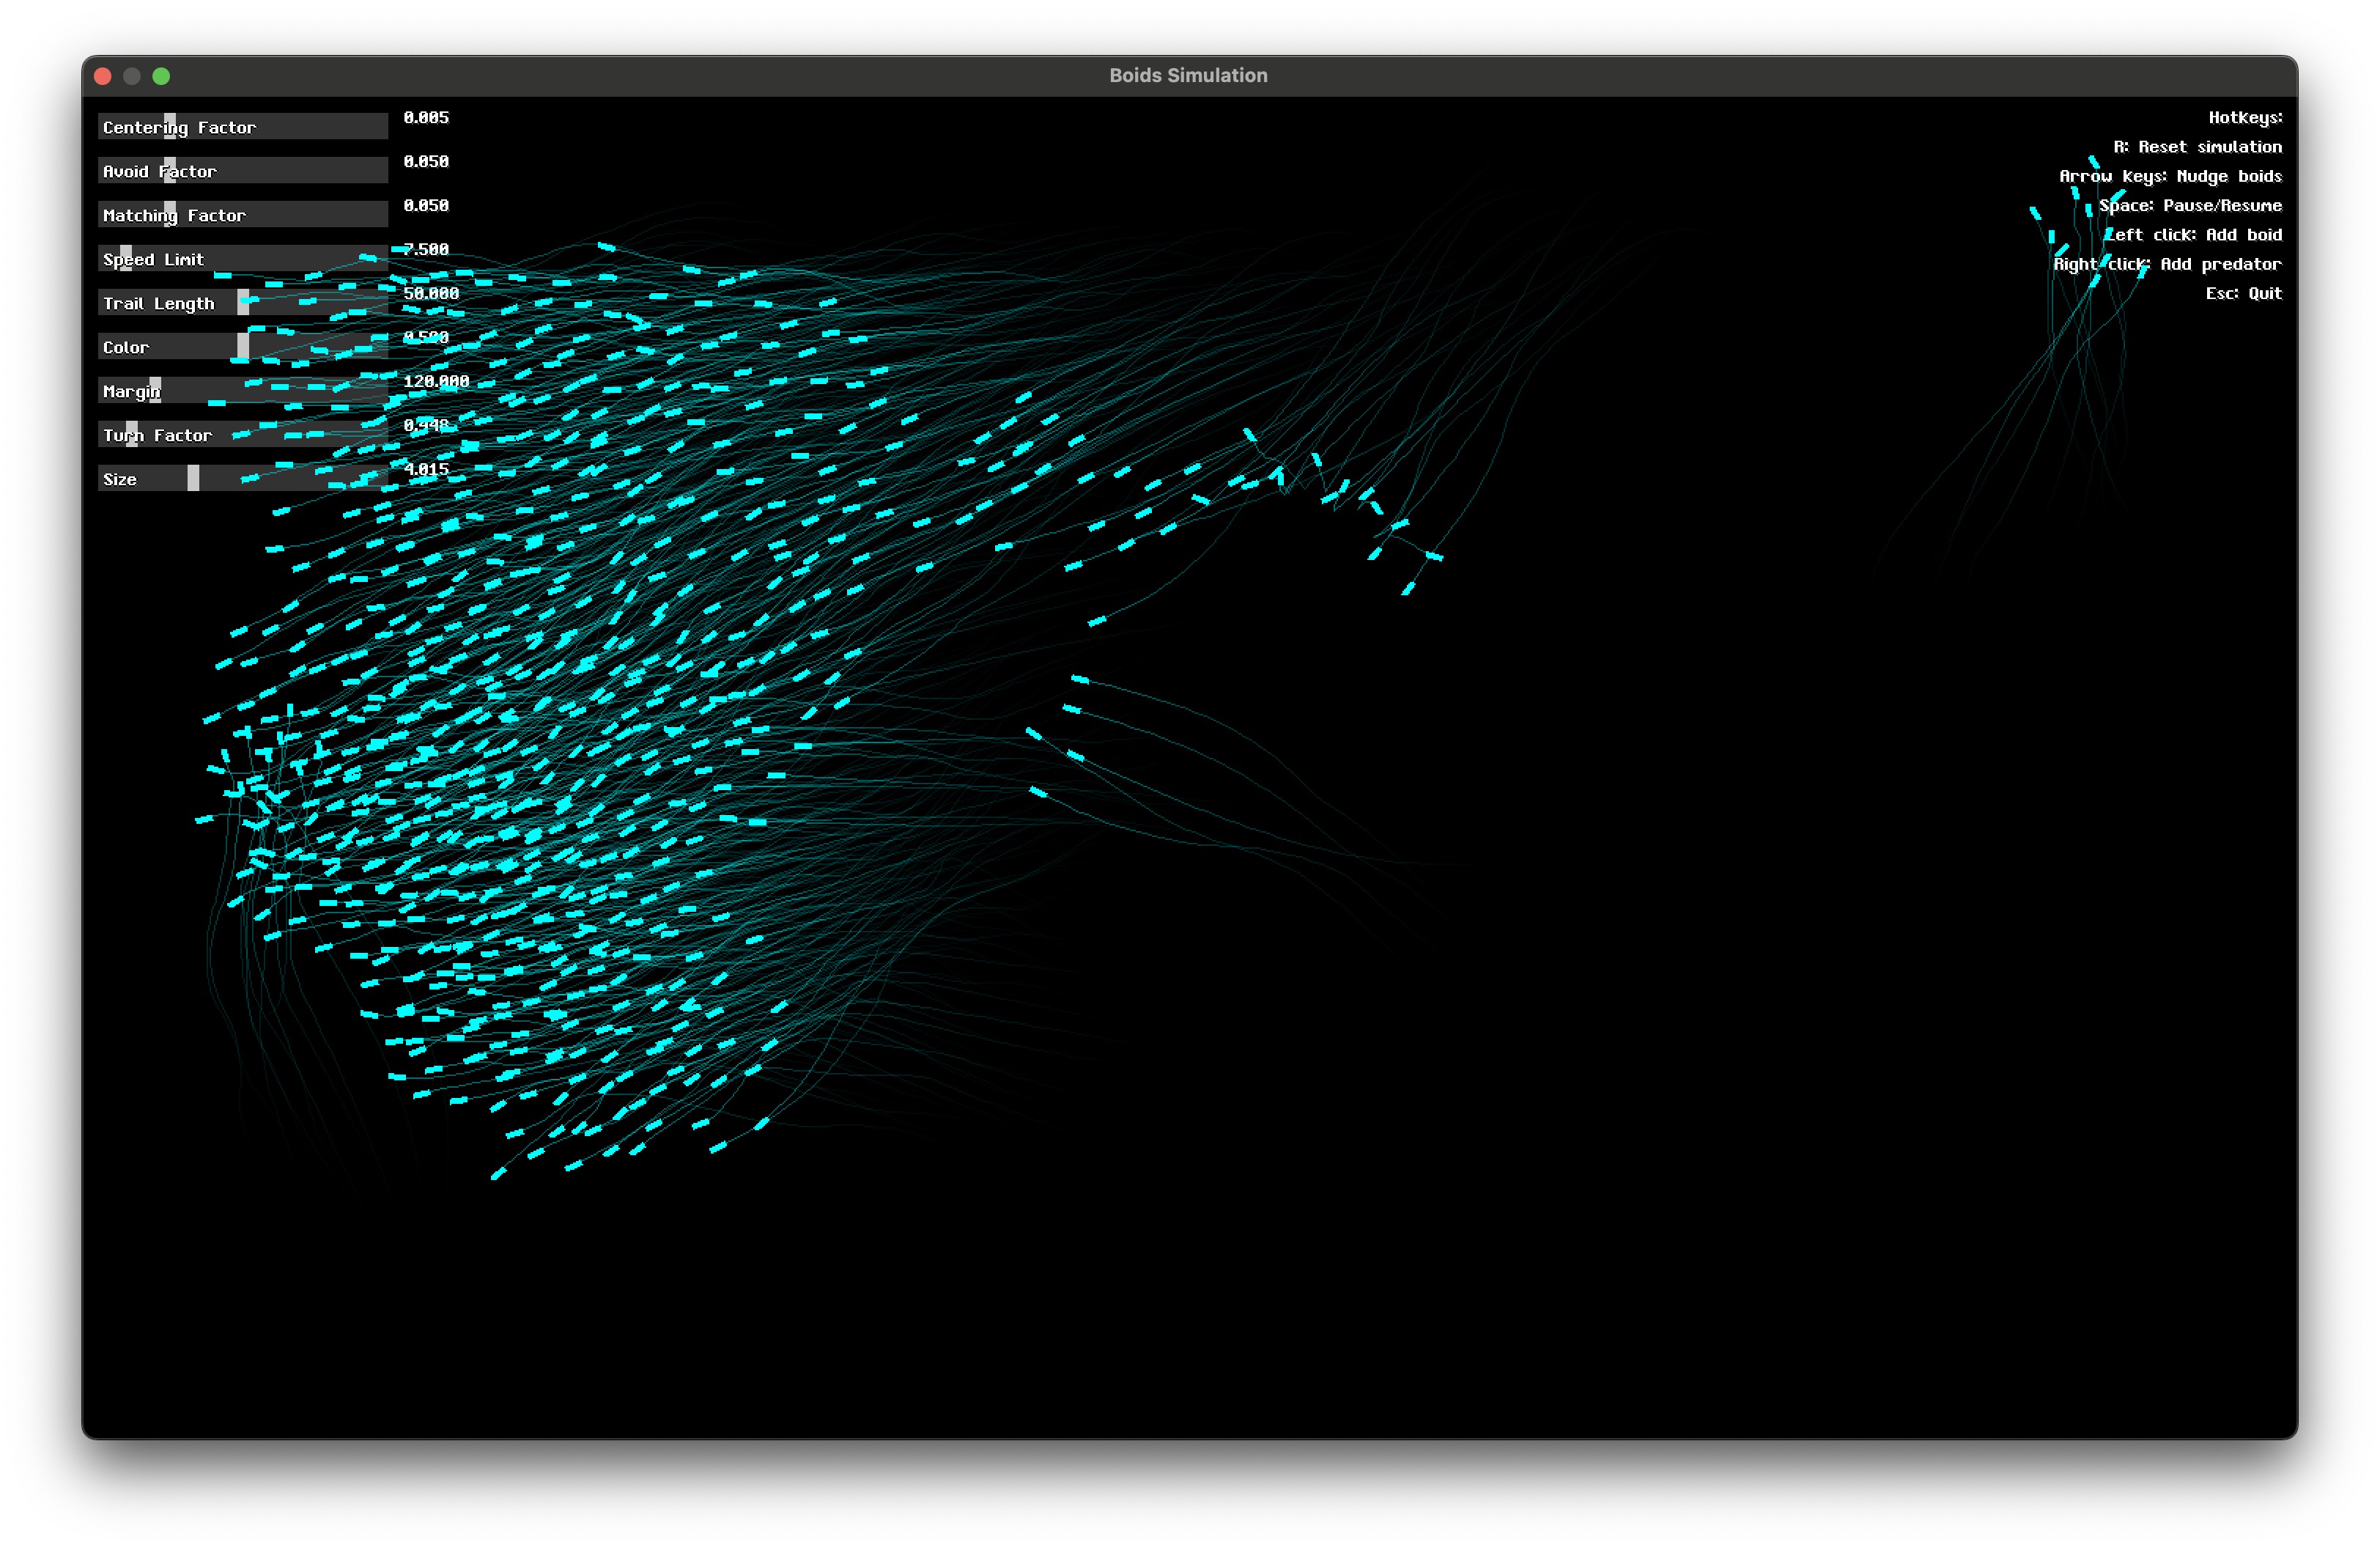 Boids Simulation
Centering Factor 0.005
Avoid Factor 0.050
Matching Factor 0.050
Speed Limit 7.500
Trail Length 50.000
Color 0.500
Margin 120.000
Turn Factor 0.448
Size 4.015
Hotkeys:
R: Reset simulation
Arrow keys: Nudge boids
Space: Pause/Resume
Left click: Add boid
Right click: Add predator
Esc: Quit